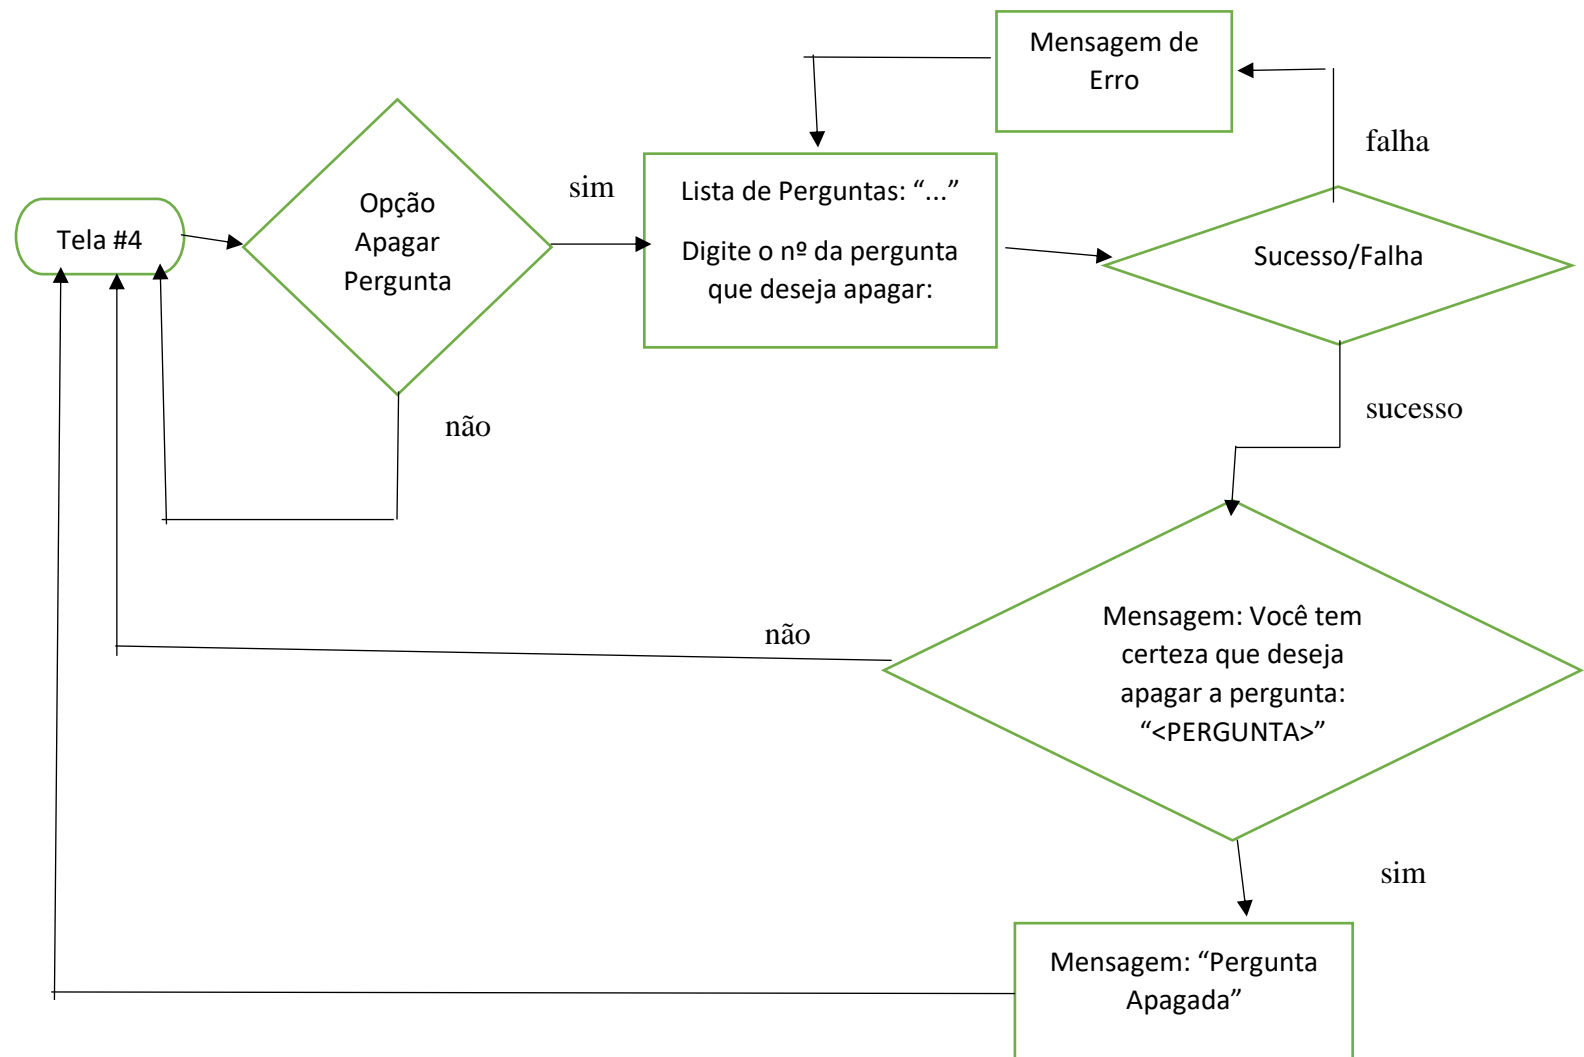 Mensagem de
Erro
falha
sim
Lista de Perguntas: “...”
Digite o nº da pergunta
que deseja apagar:
Opção
Apagar
Pergunta
Tela #4
Sucesso/Falha
não
sucesso
não
Mensagem: Você tem
certeza que deseja
apagar a pergunta:
“<PERGUNTA>”
sim
Mensagem: “Pergunta
Apagada”